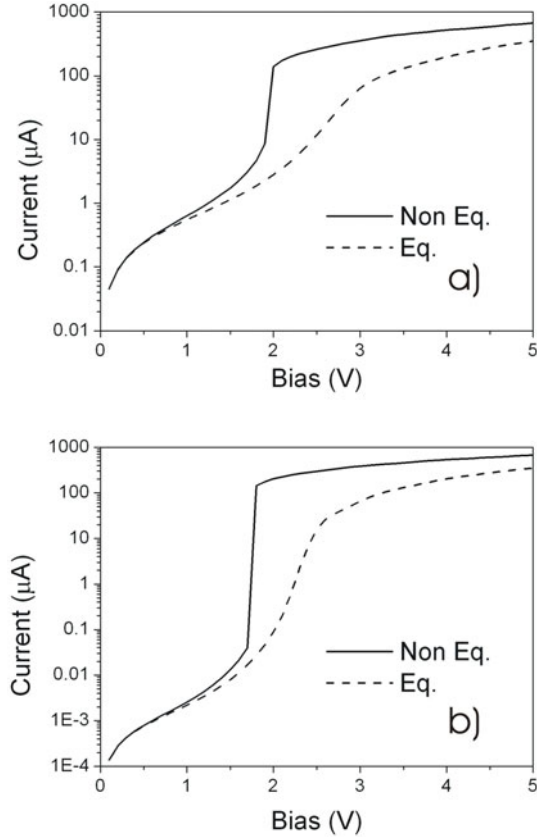 1000
100
10
1
0.1
0.01
Current (μA)
Non Eq.
Eq.
a)
0 1 2 3 4 5
Bias (V)
1000
100
10
1
0.1
0.01
1E-3
1E-4
Current (μA)
Non Eq.
Eq.
b)
0 1 2 3 4 5
Bias (V)